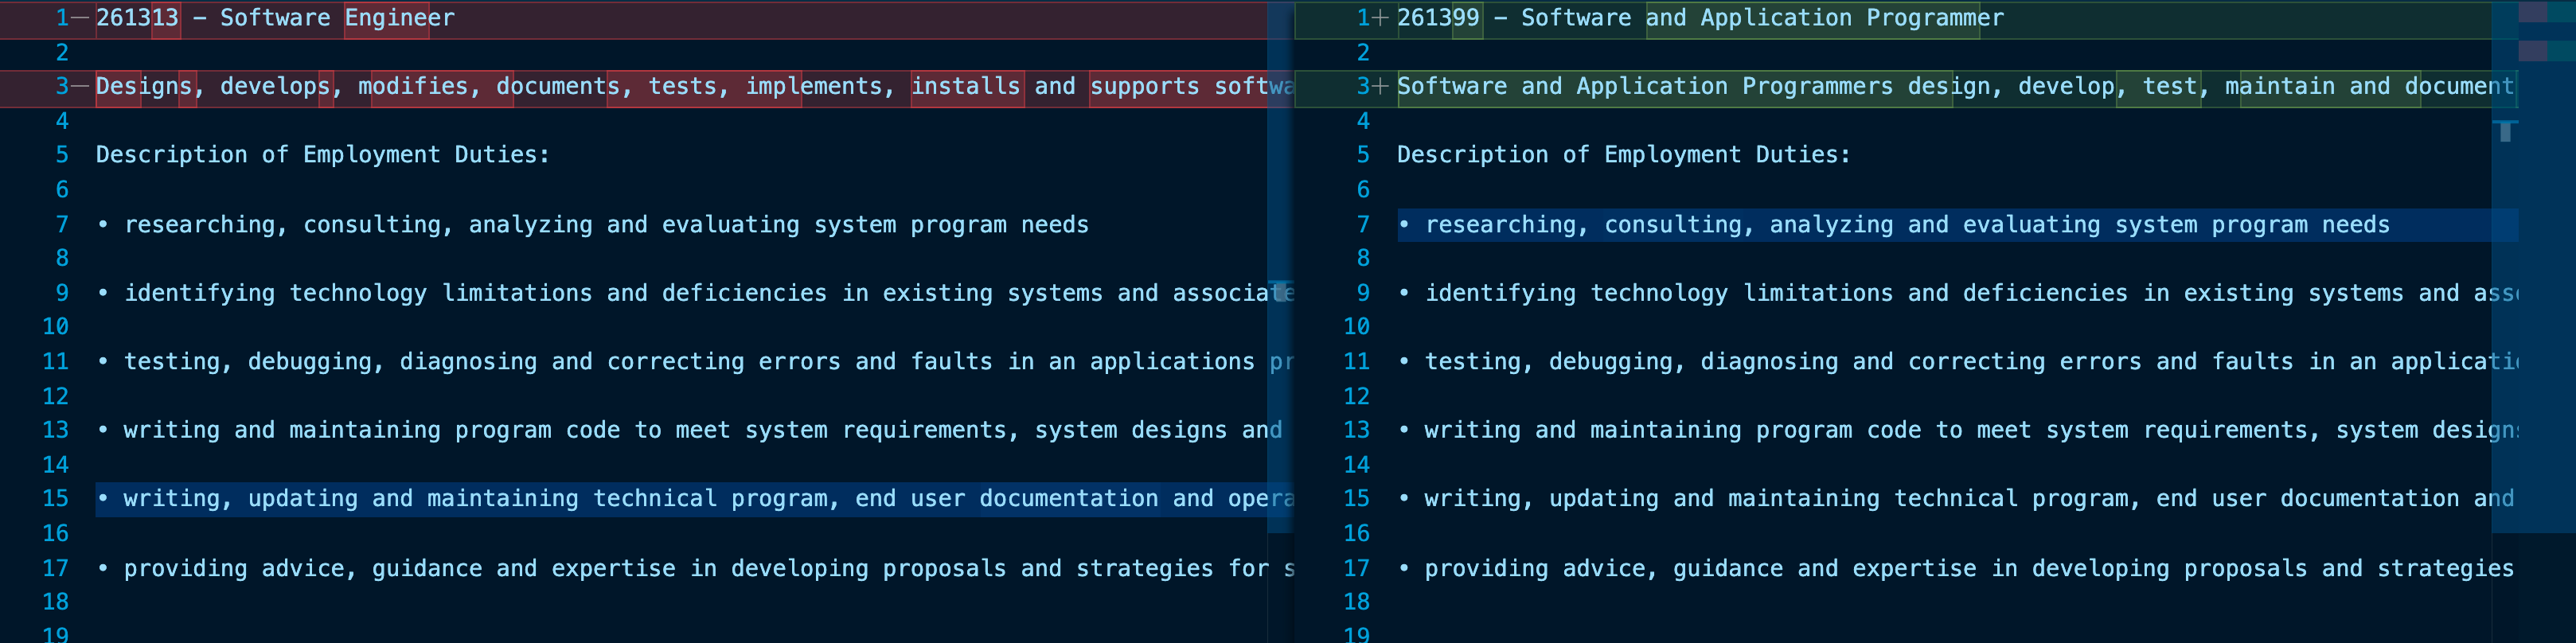 1— 261313 – Software Engineer
2
3— Designs, develops, modifies, documents, tests, implements, installs and supports softwa
4
5 Description of Employment Duties:
6
7 • researching, consulting, analyzing and evaluating system program needs
8
9 • identifying technology limitations and deficiencies in existing systems and associate
10
11 • testing, debugging, diagnosing and correcting errors and faults in an applications pr
12
13 • writing and maintaining program code to meet system requirements, system designs and
14
15 • writing, updating and maintaining technical program, end user documentation and opera
16
17 • providing advice, guidance and expertise in developing proposals and strategies for s
18
19
1+ 261399 – Software and Application Programmer
2
3+ Software and Application Programmers design, develop, test, maintain and document
4
5 Description of Employment Duties:
6
7 • researching, consulting, analyzing and evaluating system program needs
8
9 • identifying technology limitations and deficiencies in existing systems and asso
10
11 • testing, debugging, diagnosing and correcting errors and faults in an applicati
12
13 • writing and maintaining program code to meet system requirements, system designs
14
15 • writing, updating and maintaining technical program, end user documentation and
16
17 • providing advice, guidance and expertise in developing proposals and strategies
18
19